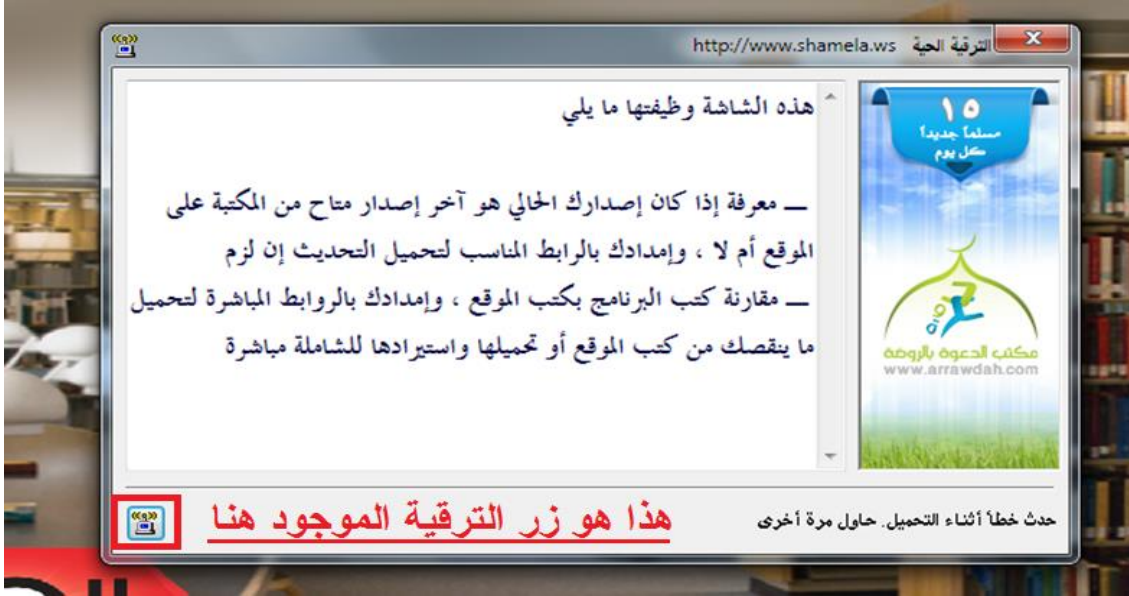 الترقية الحية http://www.shamela.ws
هذه الشاشة وظيفتها ما يلي
ــ معرفة إذا كان إصدارك الحالي هو آخر إصدار متاح من المكتبة على
الموقع أم لا ، وإمدادك بالرابط المناسب لتحميل التحديث إن لزم
ــ مقارنة كتب البرنامج بكتب الموقع ، وإمدادك بالروابط المباشرة لتحميل
ما ينقصك من كتب الموقع أو تحميلها واستيرادها للشاملة مباشرة
١٥
مسلماً جديداً
كل يوم
مكتب الدعوة بالروضة
www.arrawdah.com
حدث خطأ أثناء التحميل. حاول مرة أخرى
هذا هو زر الترقية الموجود هنا